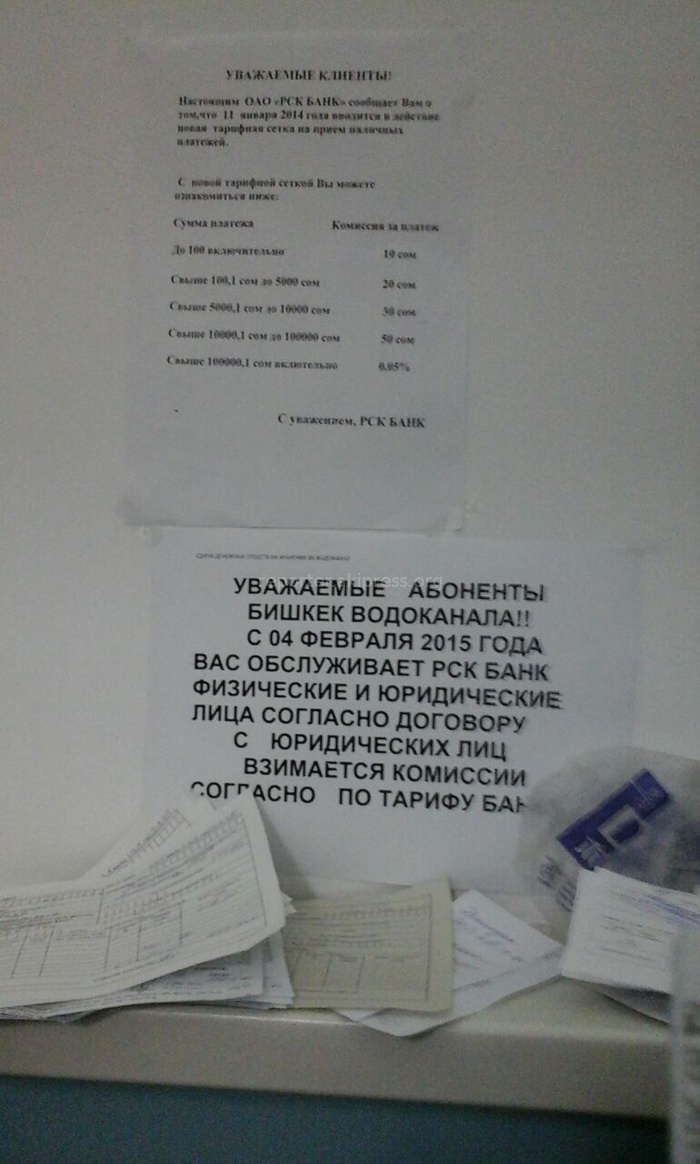 УВАЖАЕМЫЕ КЛИЕНТЫ!
Настоящим ОАО «РСК БАНК» сообщает Вам о
том,что 11 января 2014 года вводится в действие
новая тарифная сетка на прием наличных
платежей.
С новой тарифной сеткой Вы можете
ознакомиться ниже:
Сумма платежа Комиссия за платеж
До 100 включительно 10 сом
Свыше 100,1 сом до 5000 сом 20 сом
Свыше 5000,1 сом до 10000 сом 30 сом
Свыше 10000,1 сом до 100000 сом 50 сом
Свыше 100000,1 сом включтельно 0,05%
С уважением, РСК БАНК
УВАЖАЕМЫЕ АБОНЕНТЫ
БИШКЕК ВОДОКАНАЛА!!
С 04 ФЕВРАЛЯ 2015 ГОДА
ВАС ОБСЛУЖИВАЕТ РСК БАНК
ФИЗИЧЕСКИЕ И ЮРИДИЧЕСКИЕ
ЛИЦА СОГЛАСНО ДОГОВОРУ
С ЮРИДИЧЕСКИХ ЛИЦ
ВЗИМАЕТСЯ КОМИССИИ
СОГЛАСНО ПО ТАРИФУ БАН